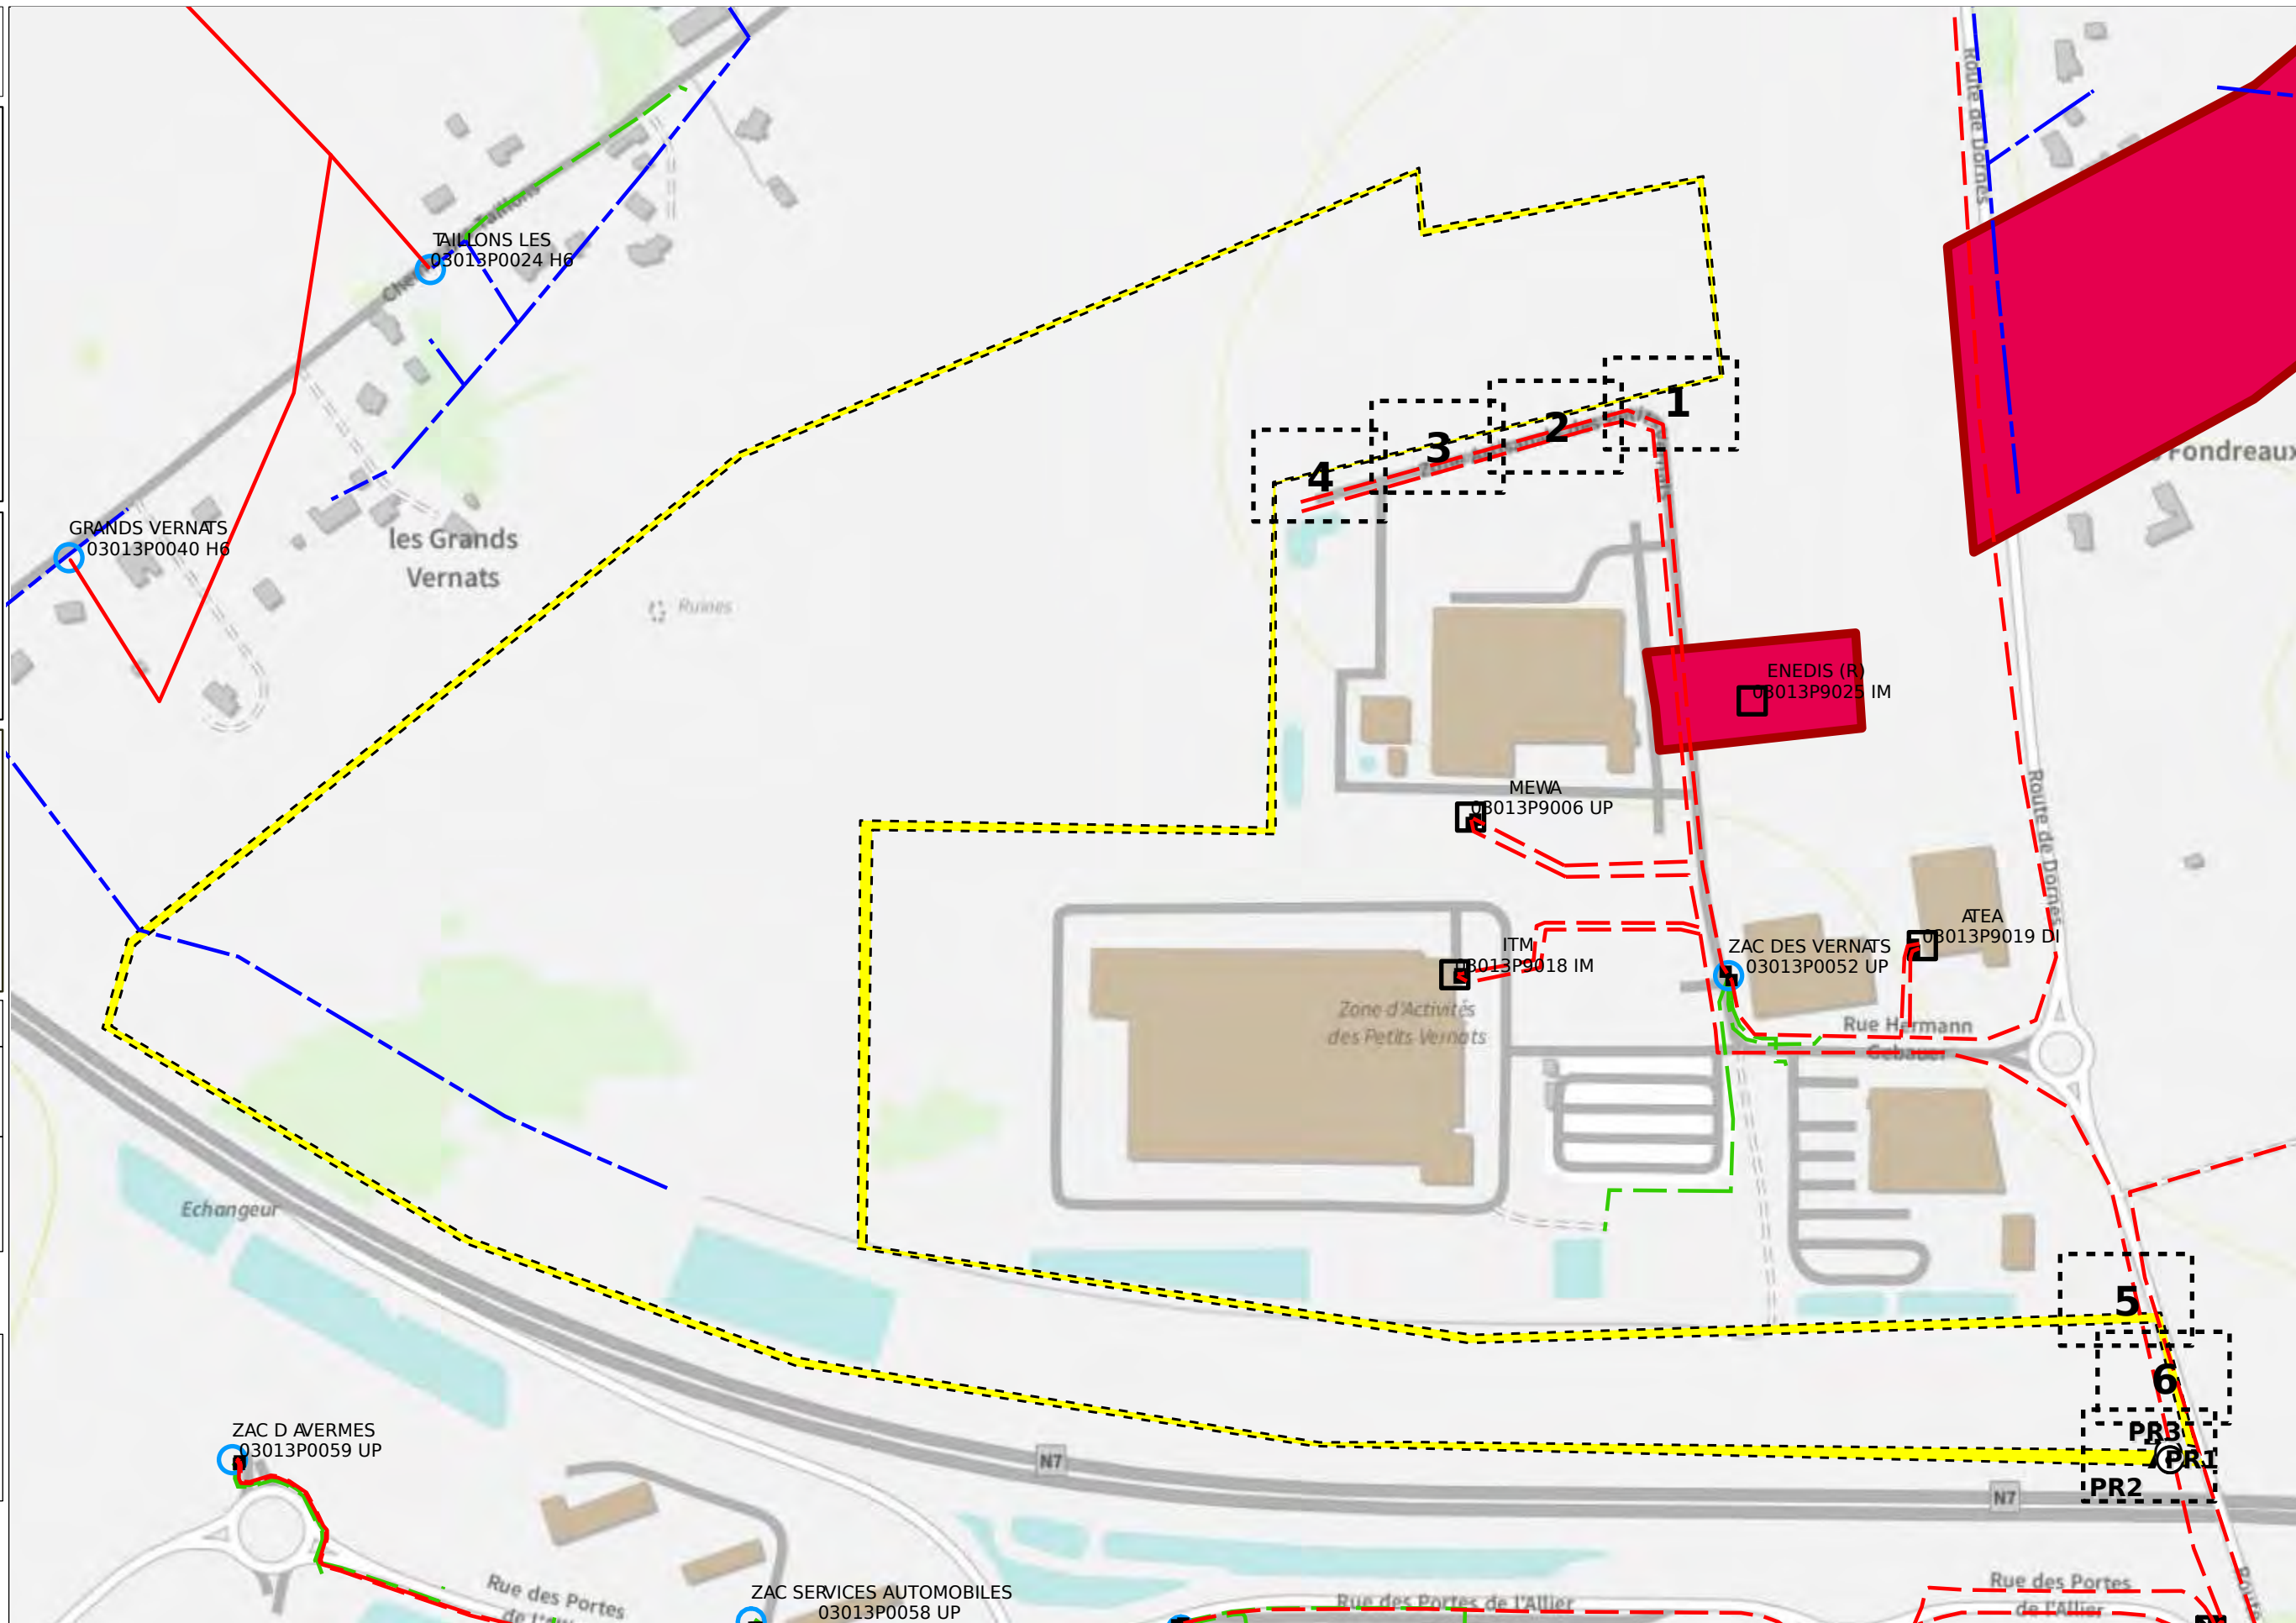 Route de Dornes
TAILLONS LES
03013P0024 H6
1
2
3
4
Fondreaux
GRANDS VERNATS
03013P0040 H6
les Grands
Vernats
Ruines
ENEDIS (R)
03013P9025 IM
MEWA
03013P9006 UP
Route de Dornes
ATEA
03013P9019 DI
ITM
03013P9018 IM
ZAC DES VERNATS
03013P0052 UP
Zone d'Activités
des Petits Vernats
Rue Hermann
Gebauer
Echangeur
5
6
ZAC D AVERMES
03013P0059 UP
PR3
PR1
PR2
N7
N7
Rue des Portes
de l'Allier
ZAC SERVICES AUTOMOBILES
03013P0058 UP
Rue des Portes de l'Allier
Rue des Portes
de l'Allier
Route